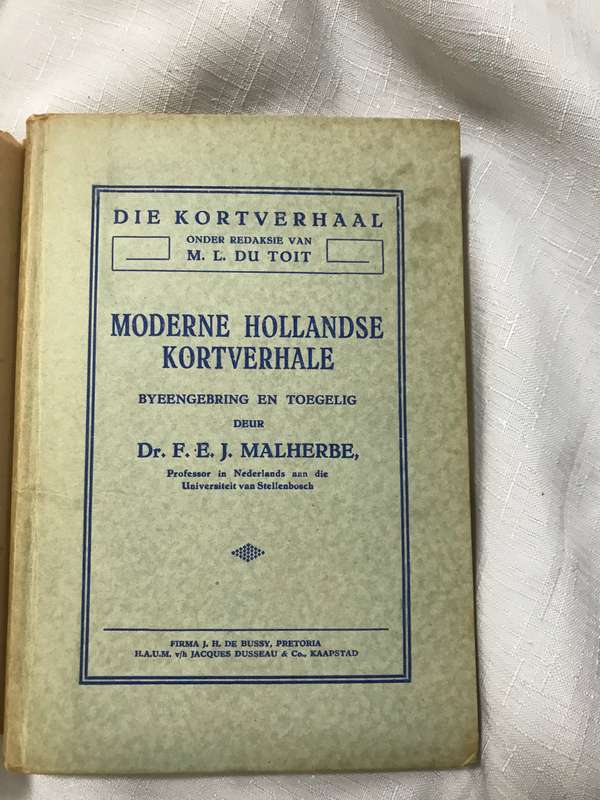 DIE KORTVERHAAL
ONDER REDAKSIE VAN
M. L. DU TOIT
MODERNE HOLLANDSE
KORTVERHALE
BYEENGEBRING EN TOEGELIG
DEUR
Dr. F. E. J. MALHERBE,
Professor in Nederlands aan die
Universiteit van Stellenbosch
FIRMA J. H. DE BUSSY, PRETORIA
H.A.U.M. v/h JACQUES DUSSEAU & Co., KAAPSTAD